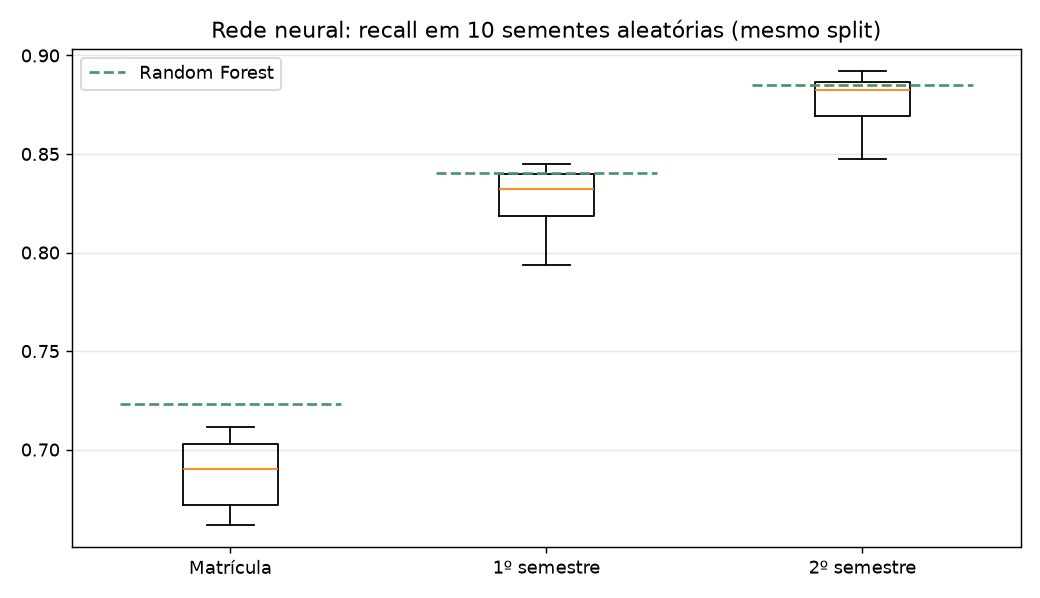 Rede neural: recall em 10 sementes aleatórias (mesmo split)
Random Forest
0.90
0.85
0.80
0.75
0.70
Matrícula
1º semestre
2º semestre